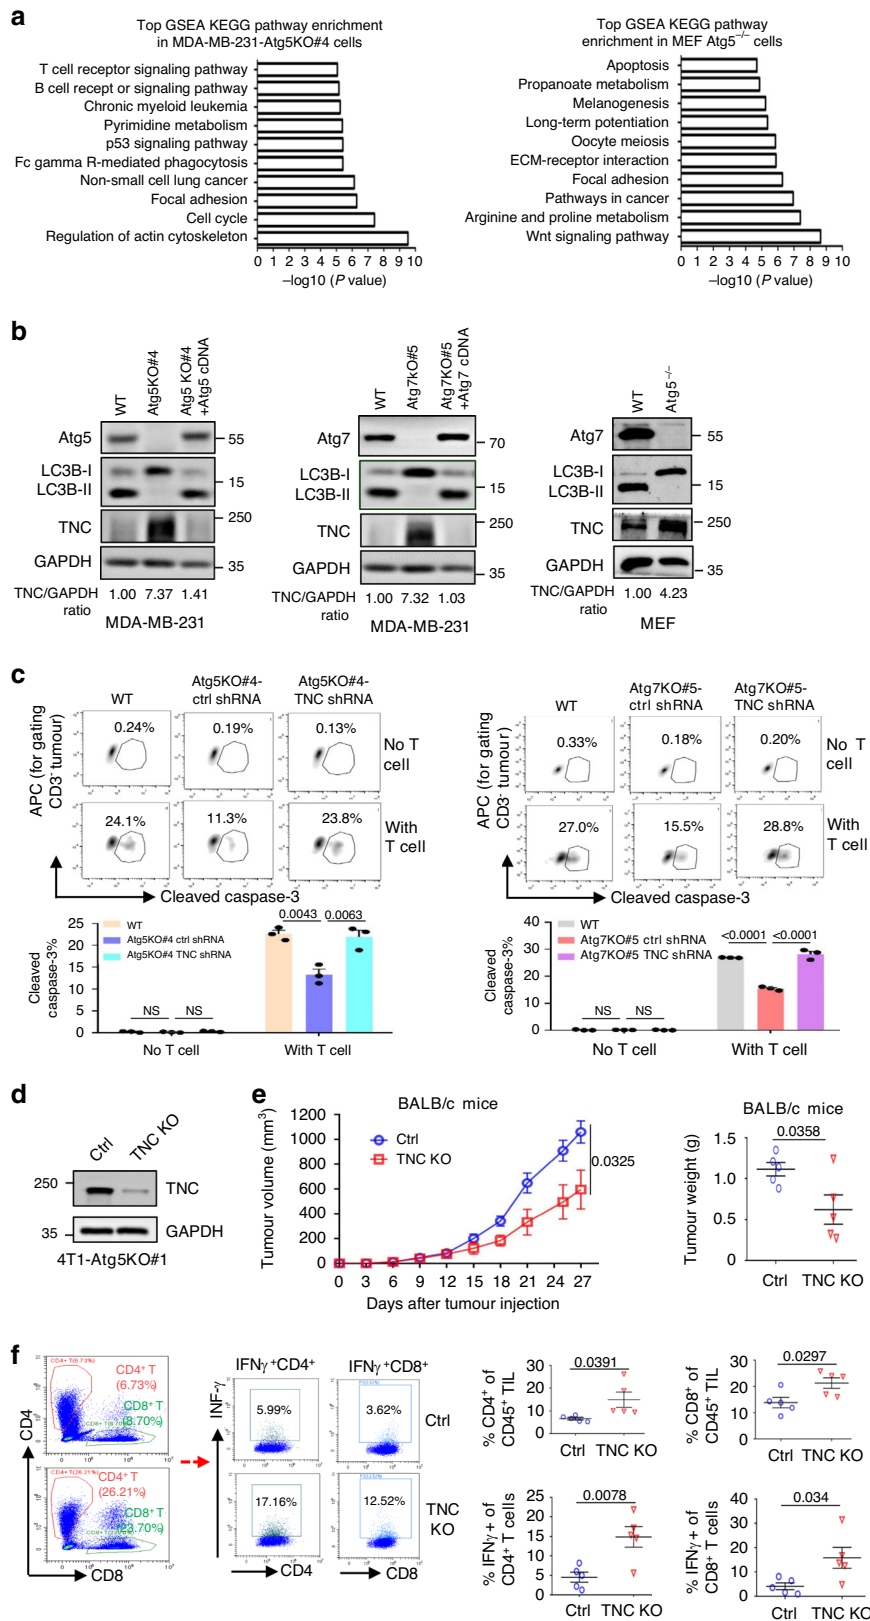 a
Top GSEA KEGG pathway enrichment
in MDA-MB-231-Atg5KO#4 cells
T cell receptor signaling pathway
B cell recept or signaling pathway
Chronic myeloid leukemia
Pyrimidine metabolism
p53 signaling pathway
Fc gamma R-mediated phagocytosis
Non-small cell lung cancer
Focal adhesion
Cell cycle
Regulation of actin cytoskeleton
0 1 2 3 4 5 6 7 8 9 10
–log10 (P value)
Top GSEA KEGG pathway
enrichment in MEF Atg5–/– cells
Apoptosis
Propanoate metabolism
Melanogenesis
Long-term potentiation
Oocyte meiosis
ECM-receptor interaction
Focal adhesion
Pathways in cancer
Arginine and proline metabolism
Wnt signaling pathway
0 1 2 3 4 5 6 7 8 9 10
–log10 (P value)
b
WT
Atg5KO#4
Atg5 KO#4
+Atg5 cDNA
Atg5
55
LC3B-I
LC3B-II
15
TNC
250
GAPDH
35
TNC/GAPDH
ratio
1.00 7.37 1.41
MDA-MB-231
WT
Atg7kO#5
Atg7KO#5
+Atg7 cDNA
Atg7
70
LC3B-I
LC3B-II
15
TNC
250
GAPDH
35
TNC/GAPDH
ratio
1.00 7.32 1.03
MDA-MB-231
WT
Atg5–/–
Atg7
55
LC3B-I
LC3B-II
15
TNC
250
GAPDH
35
TNC/GAPDH
ratio
1.00 4.23
MEF
c
WT
Atg5KO#4-
ctrl shRNA
Atg5KO#4-
TNC shRNA
0.24%
0.19%
0.13%
No T
cell
24.1%
11.3%
23.8%
With
T cell
APC (for gating
CD3- tumour)
Cleaved caspase-3
WT
Atg5KO#4 ctrl shRNA
Atg5KO#4 TNC shRNA
0.0043
0.0063
Cleaved
caspase-3%
25
20
15
10
5
0
NS
NS
No T cell
With T cell
WT
Atg7KO#5-
ctrl shRNA
Atg7KO#5-
TNC shRNA
0.33%
0.18%
0.20%
No T
cell
27.0%
15.5%
28.8%
With
T cell
APC (for gating
CD3- tumour)
Cleaved caspase-3
WT
Atg7KO#5 ctrl shRNA
Atg7KO#5 TNC shRNA
<0.0001
<0.0001
Cleaved
caspase-3%
40
30
20
10
0
NS
NS
No T cell
With T cell
d
Ctrl
TNC KO
250
TNC
35
GAPDH
4T1-Atg5KO#1
e
BALB/c mice
Ctrl
TNC KO
Tumour volume (mm3)
1200
1000
800
600
400
200
0
0.0325
0 3 6 9 12 15 18 21 24 27
Days after tumour injection
BALB/c mice
0.0358
Tumour weight (g)
1.5
1.0
0.5
0
Ctrl
TNC KO
f
CD4+ T(6.73%)
CD4+ T
(6.73%)
CD8+ T
(8.70%)
CD4+ T(26.21%)
CD4+ T
(26.21%)
CD8+ T
(23.70%)
CD4
CD8
IFNγ+CD4+
IFNγ+CD8+
INF-γ
5.99%
3.62%
Ctrl
17.16%
12.52%
TNC
KO
CD4
CD8
0.0391
% CD4+ of
CD45+ TIL
30
20
10
0
Ctrl
TNC KO
0.0297
% CD8+ of
CD45+ TIL
30
20
10
0
Ctrl
TNC KO
0.0078
% IFNγ+ of
CD4+ T cells
25
20
15
10
5
0
Ctrl
TNC KO
0.034
% IFNγ+ of
CD8+ T cells
40
30
20
10
0
Ctrl
TNC KO